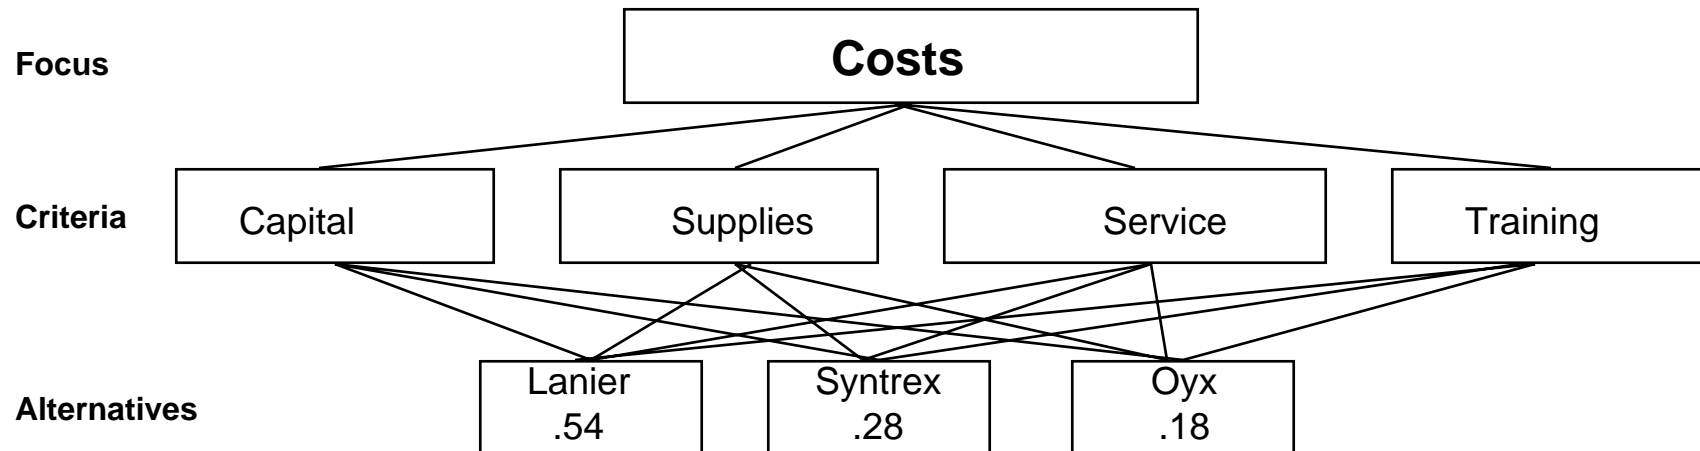 Focus
Costs
Criteria
Capital
Supplies
Service
Training
Alternatives
Lanier
.54
Syntrex
.28
Oyx
.18